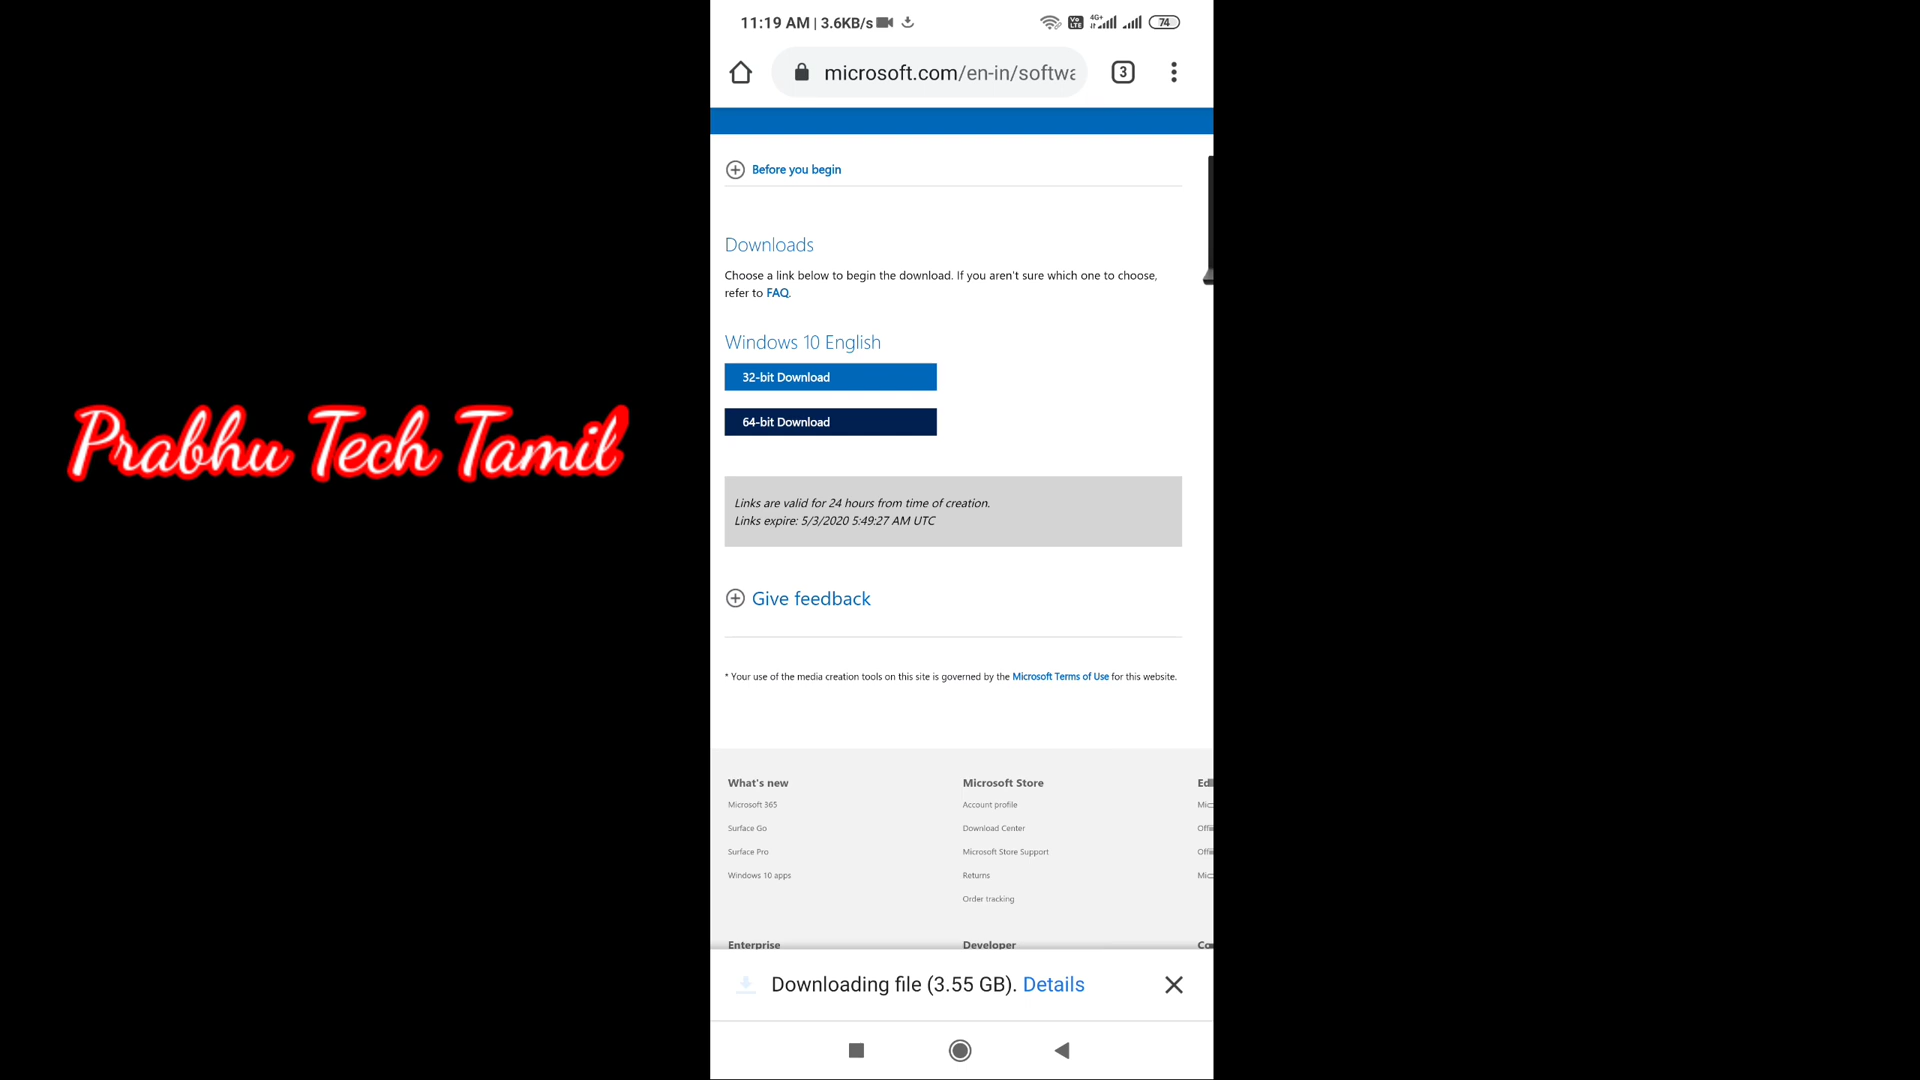 11:19 AM | 3.6KB/s
Vo LTE
4G+
74
microsoft.com/en-in/softwa
3
Before you begin
Downloads
Choose a link below to begin the download. If you aren't sure which one to choose,
refer to FAQ.
Windows 10 English
32-bit Download
64-bit Download
Prabhu Tech Tamil
Links are valid for 24 hours from time of creation.
Links expire: 5/3/2020 5:49:27 AM UTC
Give feedback
* Your use of the media creation tools on this site is governed by the Microsoft Terms of Use for this website.
What's new
Microsoft 365
Surface Go
Surface Pro
Windows 10 apps
Microsoft Store
Account profile
Download Center
Microsoft Store Support
Returns
Order tracking
Enterprise
Developer
Downloading file (3.55 GB). Details